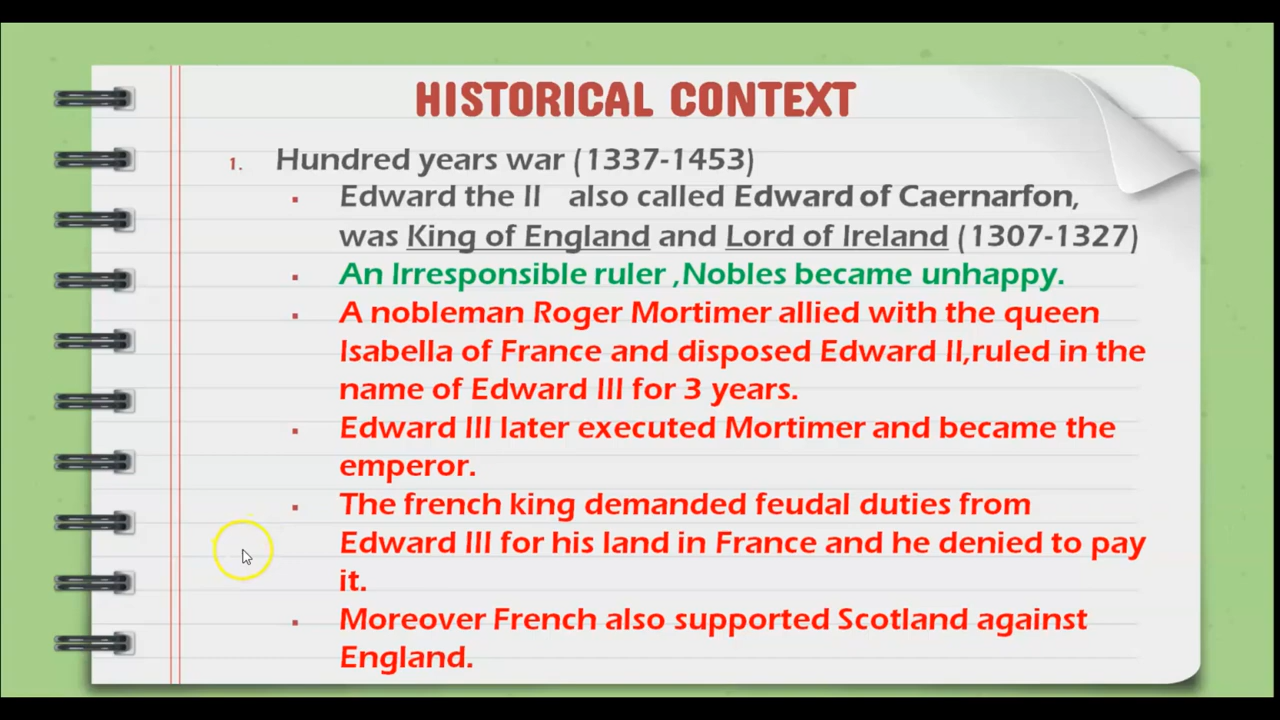 HISTORICAL CONTEXT
1. Hundred years war (1337-1453)
▪ Edward the II also called Edward of Caernarfon,
was King of England and Lord of Ireland (1307-1327)
▪ An Irresponsible ruler ,Nobles became unhappy.
▪ A nobleman Roger Mortimer allied with the queen
Isabella of France and disposed Edward II,ruled in the
name of Edward III for 3 years.
▪ Edward III later executed Mortimer and became the
emperor.
▪ The french king demanded feudal duties from
Edward III for his land in France and he denied to pay
it.
▪ Moreover French also supported Scotland against
England.